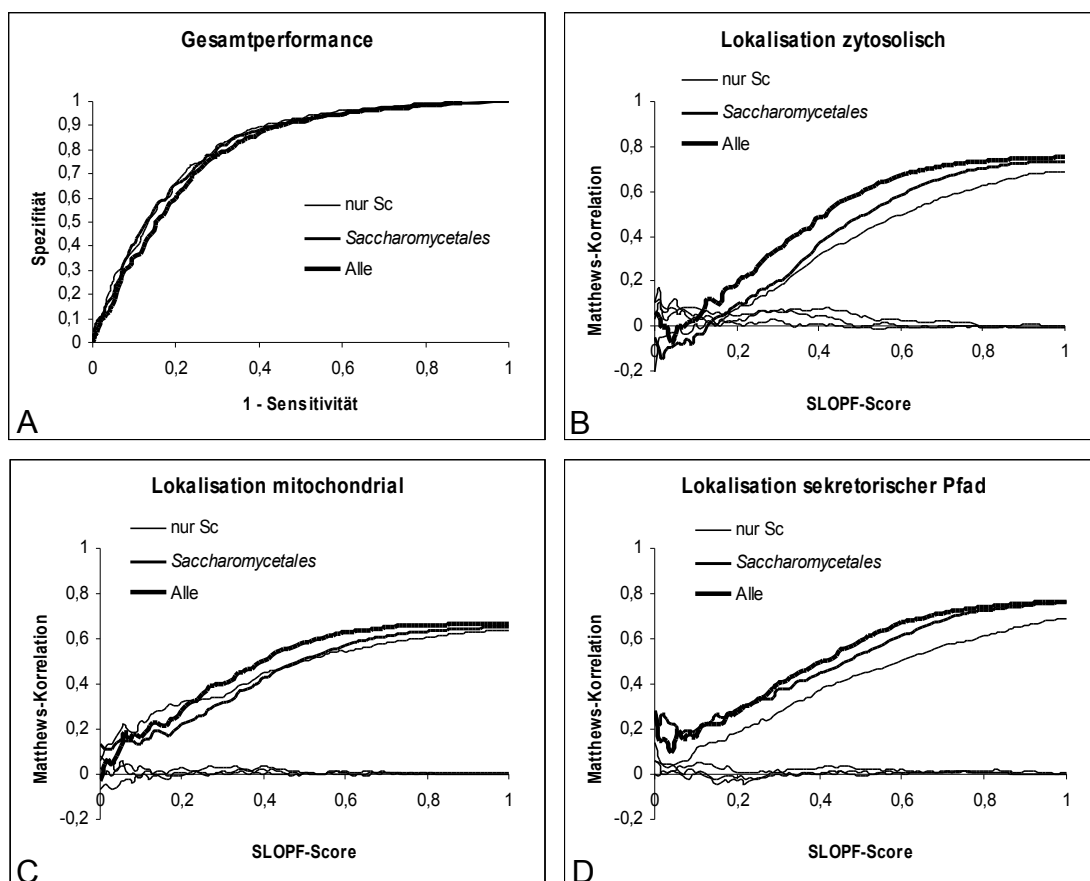 Gesamtperformance
Spezifität
1
0,9
0,8
0,7
0,6
0,5
0,4
0,3
0,2
0,1
0
0 0,2 0,4 0,6 0,8 1
nur Sc
Saccharomycetales
Alle
1 - Sensitivität
A
Lokalisation zytosolisch
nur Sc
Saccharomycetales
Alle
Matthews-Korrelation
1
0,8
0,6
0,4
0,2
0
-0,2
0 0,2 0,4 0,6 0,8 1
SLOPF-Score
B
Lokalisation mitochondrial
nur Sc
Saccharomycetales
Alle
Matthews-Korrelation
1
0,8
0,6
0,4
0,2
0
-0,2
0 0,2 0,4 0,6 0,8 1
SLOPF-Score
C
Lokalisation sekretorischer Pfad
nur Sc
Saccharomycetales
Alle
Matthews-Korrelation
1
0,8
0,6
0,4
0,2
0
-0,2
0 0,2 0,4 0,6 0,8 1
SLOPF-Score
D